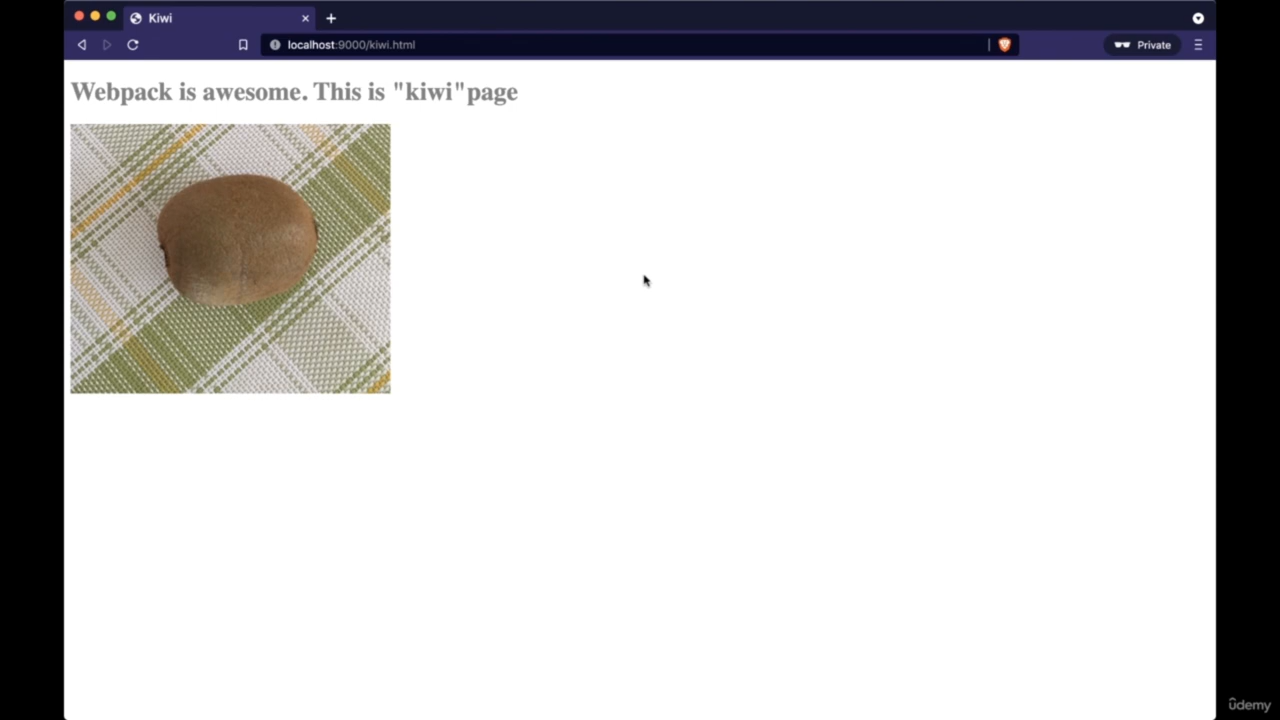 Kiwi
localhost:9000/kiwi.html
Private
Webpack is awesome. This is "kiwi"page
ûdemy